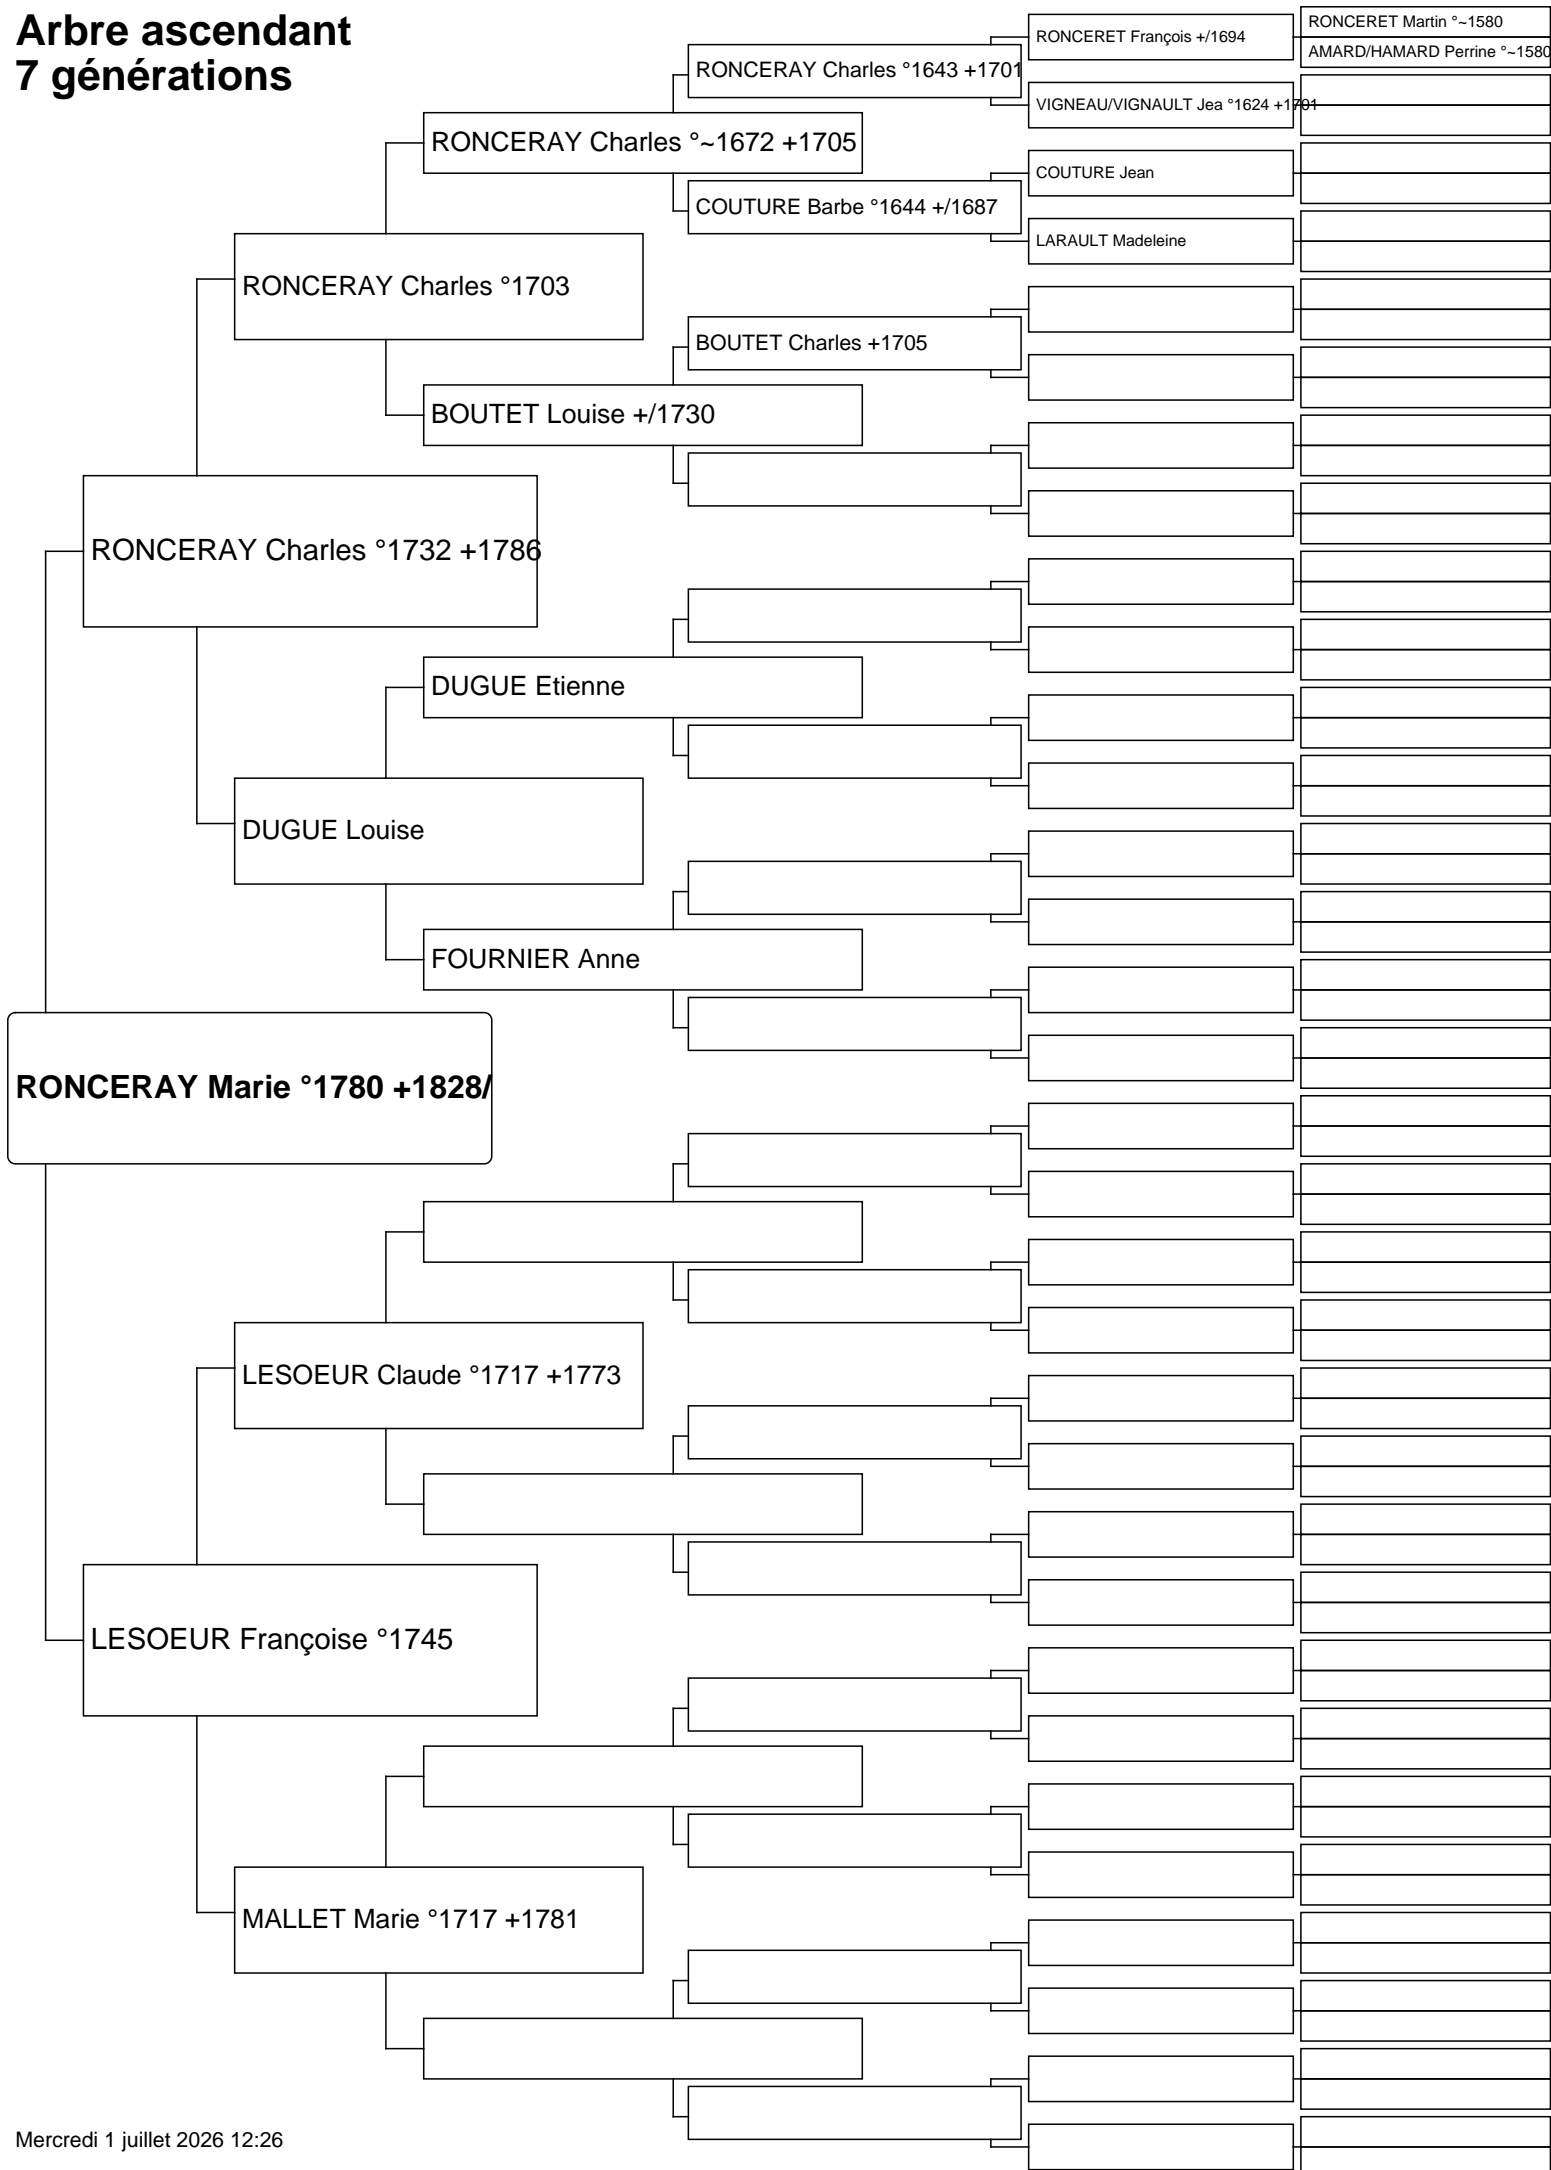 Arbre ascendant
7 générations
RONCERET Martin °~1580
RONCERET François +/1694
AMARD/HAMARD Perrine °~1580
RONCERAY Charles °1643 +1701
VIGNEAU/VIGNAULT Jea °1624 +1701
RONCERAY Charles °~1672 +1705
COUTURE Jean
COUTURE Barbe °1644 +/1687
LARAULT Madeleine
RONCERAY Charles °1703
BOUTET Charles +1705
BOUTET Louise +/1730
RONCERAY Charles °1732 +1786
DUGUE Etienne
DUGUE Louise
FOURNIER Anne
RONCERAY Marie °1780 +1828/
LESOEUR Claude °1717 +1773
LESOEUR Françoise °1745
MALLET Marie °1717 +1781
Mercredi 1 juillet 2026 12:26